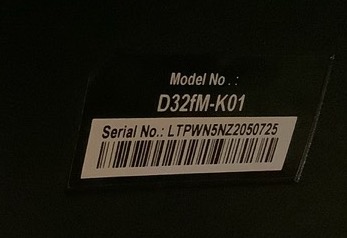 Model No . :
D32fM-K01
Serial No.: LTPWN5NZ2050725